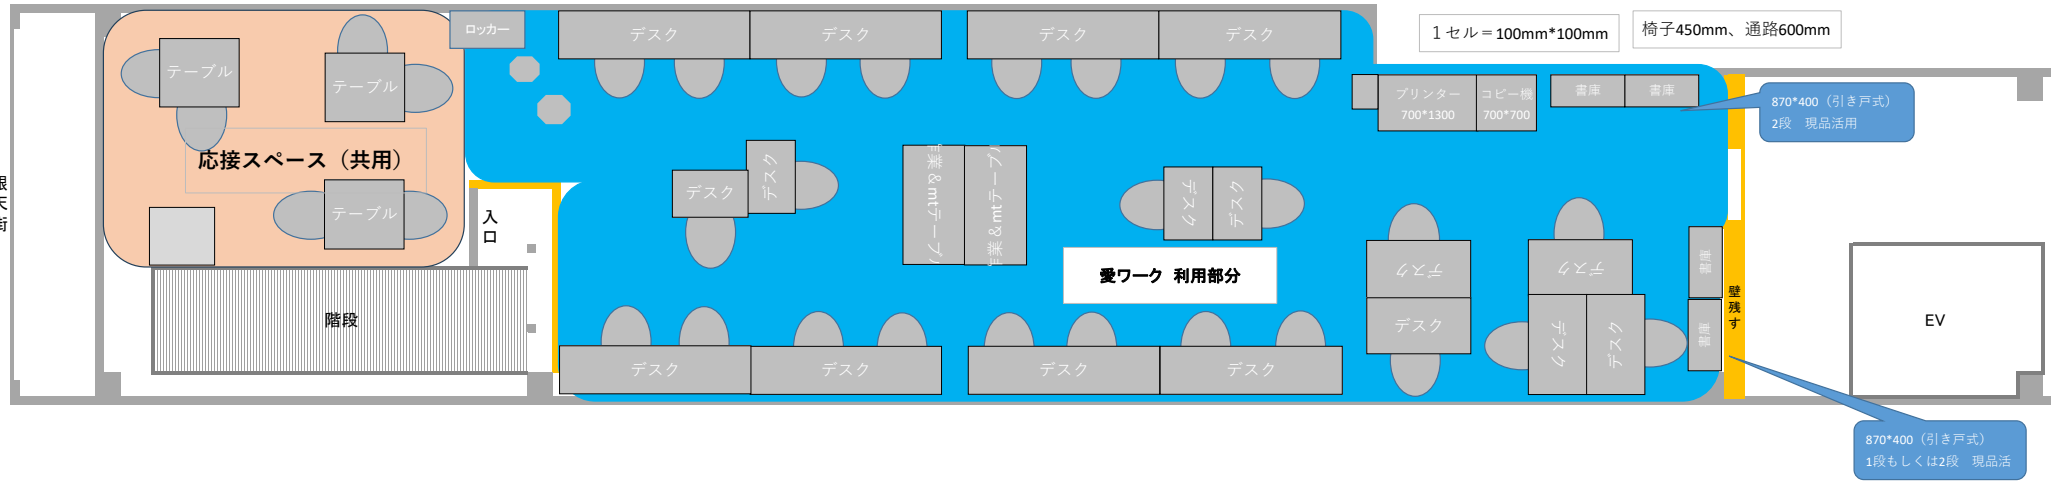 ロッカー
デスク
デスク
デスク
デスク
1セル＝100mm*100mm
椅子450mm、通路600mm
テーブル
テーブル
プリンター
700*1300
コピー機
700*700
書庫
書庫
870*400（引き戸式）
2段　現品活用
応接スペース（共用）
デスク
デスク
作業＆mtテーブル
作業＆mtテーブル
デスク
デスク
銀天街
テーブル
入口
愛ワーク 利用部分
デスク
デスク
書庫
階段
デスク
デスク
デスク
書庫
壁残す
EV
デスク
デスク
デスク
デスク
870*400（引き戸式）
1段もしくは2段　現品活